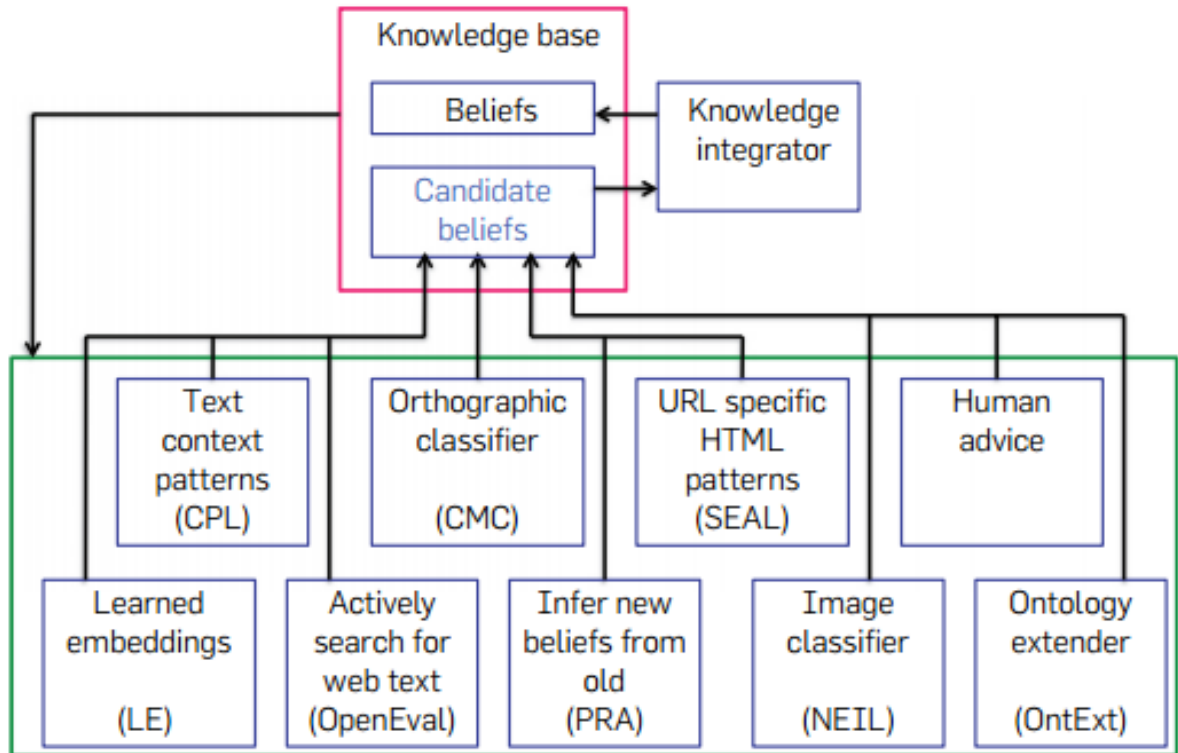 Knowledge base
Beliefs
Knowledge
integrator
Candidate
beliefs
Text
context
patterns
(CPL)
Orthographic
classifier
(CMC)
URL specific
HTML
patterns
(SEAL)
Human
advice
Learned
embeddings
(LE)
Actively
search for
web text
(OpenEval)
Infer new
beliefs from
old
(PRA)
Image
classifier
(NEIL)
Ontology
extender
(OntExt)